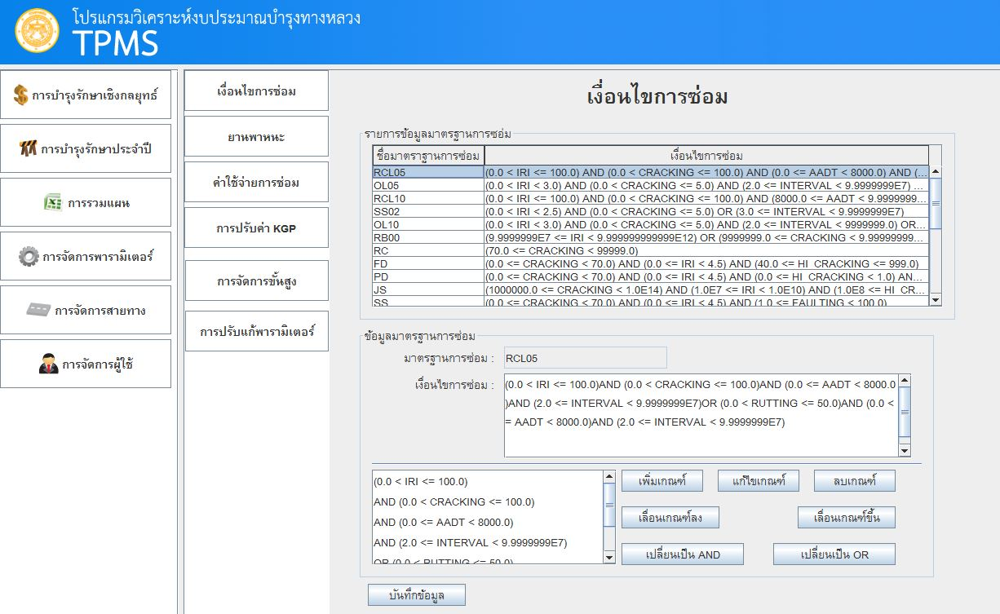 โปรแกรมวิเคราะห์งบประมาณบำรุงทางหลวง
TPMS
การบำรุงรักษาเชิงกลยุทธ์
การบำรุงรักษาประจำปี
การรวมแผน
การจัดการพารามิเตอร์
การจัดการสายทาง
การจัดการผู้ใช้
เงื่อนไขการซ่อม
ยานพาหนะ
ค่าใช้จ่ายการซ่อม
การปรับค่า KGP
การจัดการขั้นสูง
การปรับแก้พารามิเตอร์
เงื่อนไขการซ่อม
รายการข้อมูลมาตรฐานการซอ่ม
ชื่อมาตราฐานการซ่อม เงื่อนไขการซ่อม
RCL05 (0.0 < IRI <= 100.0) AND (0.0 < CRACKING <= 100.0) AND (0.0 <= AADT < 8000.0) AND (...
OL05 (0.0 < IRI < 3.0) AND (0.0 < CRACKING <= 5.0) AND (2.0 <= INTERVAL < 9.9999999E7) ...
RCL10 (0.0 < IRI <= 100.0) AND (0.0 < CRACKING <= 100.0) AND (8000.0 <= AADT < 9.9999999...
SS02 (0.0 < IRI < 2.5) AND (0.0 < CRACKING <= 5.0) OR (3.0 <= INTERVAL < 9.9999999E7)
OL10 (0.0 < IRI < 3.0) AND (0.0 < CRACKING <= 5.0) AND (2.0 <= INTERVAL < 9999999.0) OR...
RB00 (9.9999999E7 <= IRI < 9.999999999999E12) OR (9999999.0 <= CRACKING < 9.99999999...
RC (70.0 <= CRACKING < 99999.0)
FD (0.0 <= CRACKING < 70.0) AND (0.0 <= IRI < 4.5) AND (40.0 <= HI_CRACKING <= 999.0)
PD (0.0 <= CRACKING < 70.0) AND (0.0 <= IRI < 4.5) AND (0.0 <= HI_CRACKING < 1.0) AN...
JS (1000000.0 <= CRACKING < 1.0E14) AND (1.0E7 <= IRI < 1.0E10) AND (1.0E8 <= HI_CR...
SS (0.0 <= CRACKING < 70.0) AND (0.0 <= IRI < 4.5) AND (1.0 <= FAULTING < 100.0)
ข้อมูลมาตรฐานการซ่อม
มาตรฐานการซ่อม : RCL05
เงื่อนไขการซ่อม : (0.0 < IRI <= 100.0)AND (0.0 < CRACKING <= 100.0)AND (0.0 <= AADT < 8000.0
)AND (2.0 <= INTERVAL < 9.9999999E7)OR (0.0 < RUTTING <= 50.0)AND (0.0 <
= AADT < 8000.0)AND (2.0 <= INTERVAL < 9.9999999E7)
(0.0 < IRI <= 100.0)
AND (0.0 < CRACKING <= 100.0)
AND (0.0 <= AADT < 8000.0)
AND (2.0 <= INTERVAL < 9.9999999E7)
OR (0.0 < RUTTING <= 50.0)
เพิ่มเกณฑ์ แก้ไขเกณฑ์ ลบเกณฑ์
เลื่อนเกณฑ์ลง เลื่อนเกณฑ์ขึ้น
เปลี่ยนเป็น AND เปลี่ยนเป็น OR
บันทึกข้อมูล